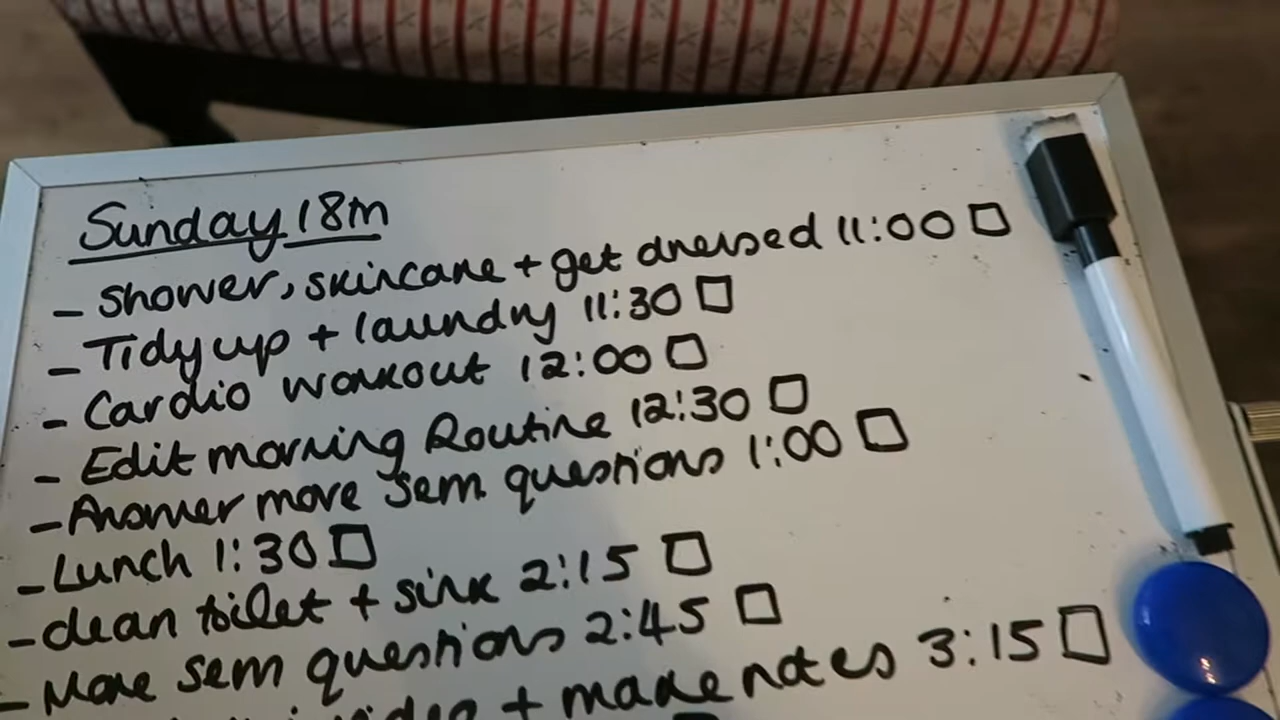 Sunday 18m
- Shower, skincare + get dressed 11:00
- Tidy up + laundry 11:30
- Cardio workout 12:00
- Edit morning Routine 12:30
- Answer more sem questions 1:00
- Lunch 1:30
- clean toilet + sink 2:15
- More sem questions 2:45
video + make notes 3:15